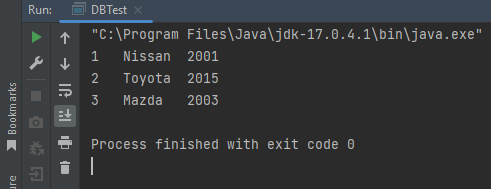 Run: DBTest
"C:\Program Files\Java\jdk-17.0.4.1\bin\java.exe"
1 Nissan 2001
2 Toyota 2015
3 Mazda 2003
Process finished with exit code 0
Bookmarks